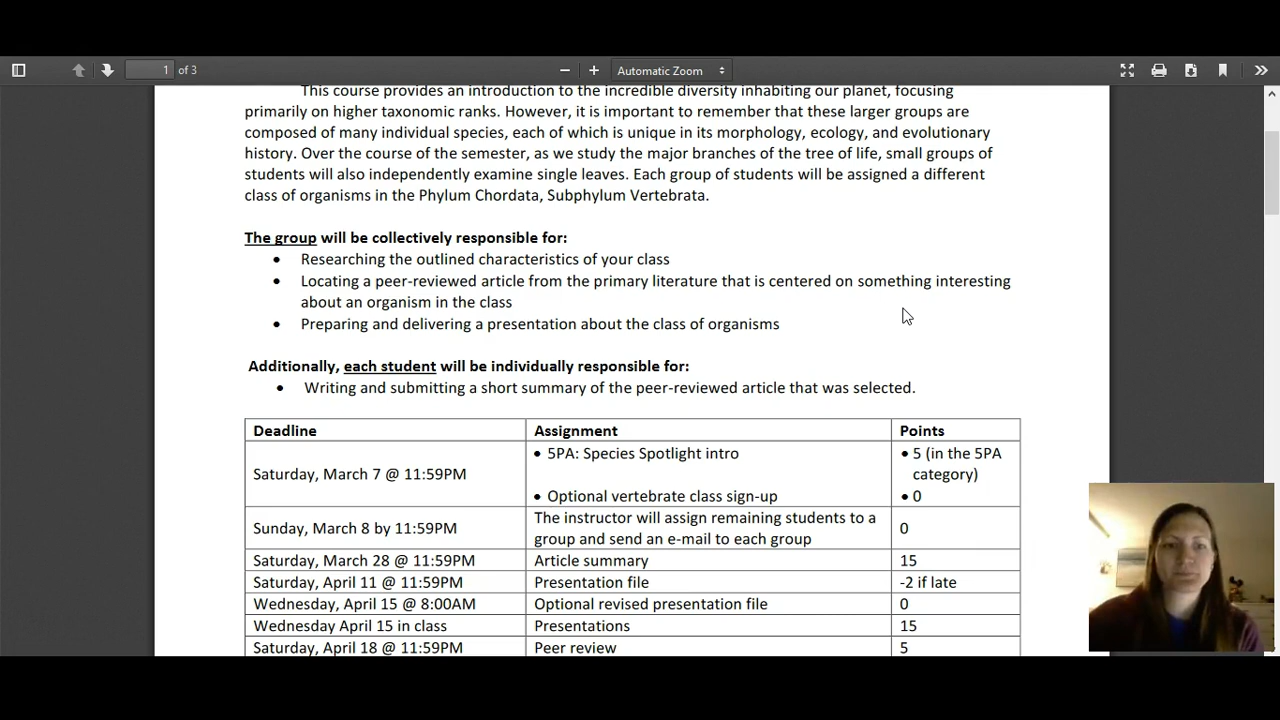 1 of 3
Automatic Zoom
This course provides an introduction to the incredible diversity inhabiting our planet, focusing
primarily on higher taxonomic ranks. However, it is important to remember that these larger groups are
composed of many individual species, each of which is unique in its morphology, ecology, and evolutionary
history. Over the course of the semester, as we study the major branches of the tree of life, small groups of
students will also independently examine single leaves. Each group of students will be assigned a different
class of organisms in the Phylum Chordata, Subphylum Vertebrata.
The group will be collectively responsible for:
• Researching the outlined characteristics of your class
• Locating a peer-reviewed article from the primary literature that is centered on something interesting
about an organism in the class
• Preparing and delivering a presentation about the class of organisms
Additionally, each student will be individually responsible for:
• Writing and submitting a short summary of the peer-reviewed article that was selected.
Deadline Assignment Points
Saturday, March 7 @ 11:59PM
• 5PA: Species Spotlight intro
• Optional vertebrate class sign-up
• 5 (in the 5PA
category)
• 0
Sunday, March 8 by 11:59PM
The instructor will assign remaining students to a
group and send an e-mail to each group
0
Saturday, March 28 @ 11:59PM Article summary 15
Saturday, April 11 @ 11:59PM Presentation file -2 if late
Wednesday, April 15 @ 8:00AM Optional revised presentation file 0
Wednesday April 15 in class Presentations 15
Saturday, April 18 @ 11:59PM Peer review 5